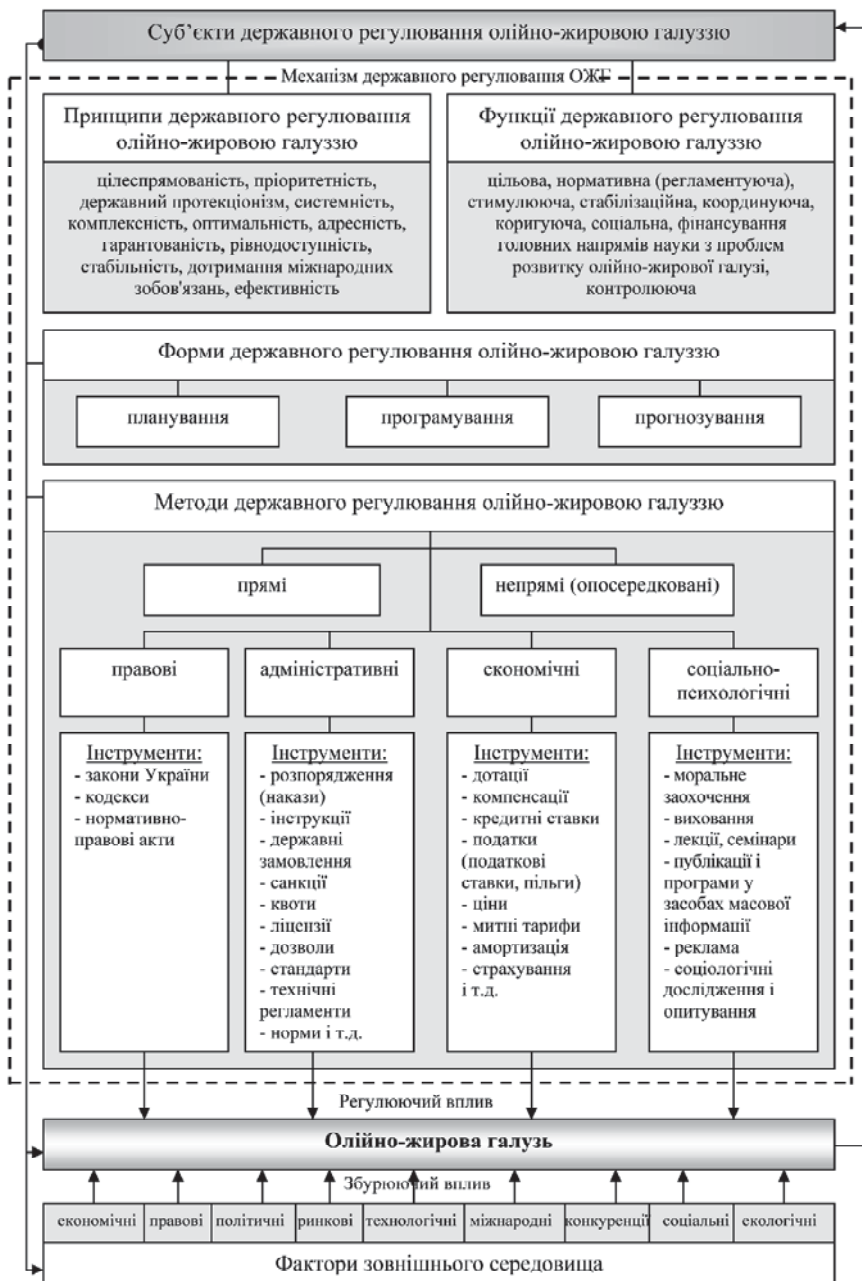 Суб’єкти державного регулювання олійно-жировою галуззю
Механізм державного регулювання ОЖГ
Принципи державного регулювання
олійно-жировою галуззю
цілеспрямованість, пріоритетність,
державний протекціонізм, системність,
комплексність, оптимальність, адресність,
гарантованість, рівнодоступність,
стабільність, дотримання міжнародних
зобов'язань, ефективність
Функції державного регулювання
олійно-жировою галуззю
цільова, нормативна (регламентуюча),
стимулююча, стабілізаційна, координуюча,
коригуюча, соціальна, фінансування
головних напрямів науки з проблем
розвитку олійно-жирової галузі,
контролююча
Форми державного регулювання олійно-жировою галуззю
планування
програмування
прогнозування
Методи державного регулювання олійно-жировою галуззю
прямі
непрямі (опосередковані)
правові
адміністративні
економічні
соціально-
психологічні
Інструменти:
- закони України
- кодекси
- нормативно-
правові акти
Інструменти:
- розпорядження
(накази)
- інструкції
- державні
замовлення
- санкції
- квоти
- ліцензії
- дозволи
- стандарти
- технічні
регламенти
- норми і т.д.
Інструменти:
- дотації
- компенсації
- кредитні ставки
- податки
(податкові
ставки, пільги)
- ціни
- митні тарифи
- амортизація
- страхування
і т.д.
Інструменти:
- моральне
заохочення
- виховання
- лекції, семінари
- публікації і
програми у
засобах масової
інформації
- реклама
- соціологічні
дослідження і
опитування
Регулюючий вплив
Олійно-жирова галузь
Збурюючий вплив
економічні
правові
політичні
ринкові
технологічні
міжнародні
конкуренції
соціальні
екологічні
Фактори зовнішнього середовища